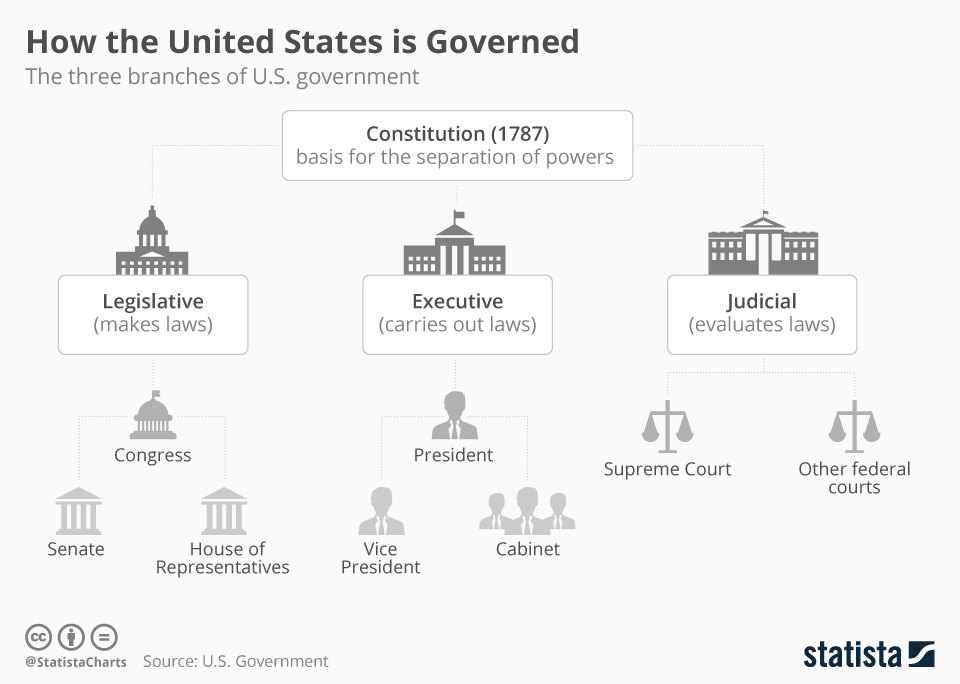 How the United States is Governed
The three branches of U.S. government
Constitution (1787)
basis for the separation of powers
Legislative
(makes laws)
Executive
(carries out laws)
Judicial
(evaluates laws)
Congress
President
Supreme Court
Other federal
courts
Senate
House of
Representatives
Vice
President
Cabinet
cc
@StatistaCharts
Source: U.S. Government
statista